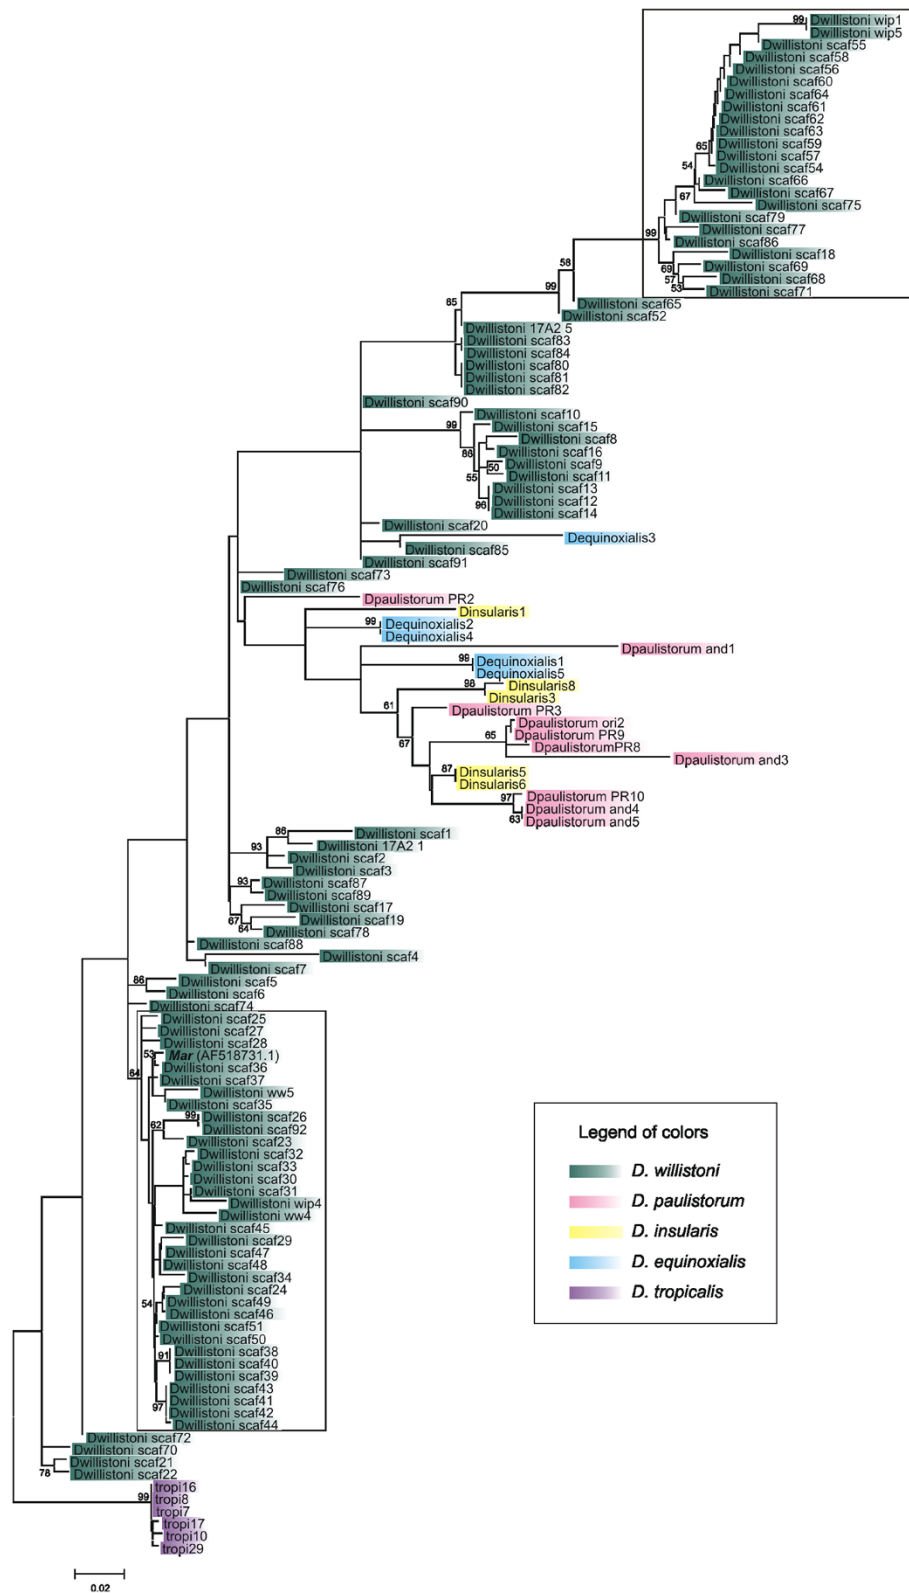 99
Dwillistoni wip1
Dwillistoni wip5
Dwillistoni scaf55
Dwillistoni scaf58
Dwillistoni scaf56
Dwillistoni scaf60
Dwillistoni scaf64
Dwillistoni scaf61
Dwillistoni scaf62
Dwillistoni scaf63
65
Dwillistoni scaf59
Dwillistoni scaf57
54
Dwillistoni scaf54
Dwillistoni scaf66
67
Dwillistoni scaf67
Dwillistoni scaf75
Dwillistoni scaf79
99
Dwillistoni scaf77
Dwillistoni scaf86
Dwillistoni scaf18
58
69
Dwillistoni scaf69
99
57
Dwillistoni scaf68
53
Dwillistoni scaf71
65
Dwillistoni scaf65
Dwillistoni scaf52
Dwillistoni 17A2 5
Dwillistoni scaf83
Dwillistoni scaf84
Dwillistoni scaf80
Dwillistoni scaf81
Dwillistoni scaf82
Dwillistoni scaf90
Dwillistoni scaf10
99
Dwillistoni scaf15
Dwillistoni scaf8
86
Dwillistoni scaf16
50
Dwillistoni scaf9
55
Dwillistoni scaf11
Dwillistoni scaf13
96
Dwillistoni scaf12
Dwillistoni scaf14
Dwillistoni scaf20
Dequinoxialis3
Dwillistoni scaf85
Dwillistoni scaf91
Dwillistoni scaf73
Dwillistoni scaf76
Dpaulistorum PR2
Dinsularis1
99
Dequinoxialis2
Dequinoxialis4
Dpaulistorum and1
99
Dequinoxialis1
Dequinoxialis5
98
Dinsularis8
Dinsularis3
61
Dpaulistorum PR3
Dpaulistorum ori2
65
Dpaulistorum PR9
67
DpaulistorumPR8
Dpaulistorum and3
87
Dinsularis5
Dinsularis6
97
Dpaulistorum PR10
Dpaulistorum and4
63
Dpaulistorum and5
86
Dwillistoni scaf1
93
Dwillistoni 17A2 1
Dwillistoni scaf2
Dwillistoni scaf3
93
Dwillistoni scaf87
Dwillistoni scaf89
Dwillistoni scaf17
67
Dwillistoni scaf19
64
Dwillistoni scaf78
Dwillistoni scaf88
Dwillistoni scaf4
Dwillistoni scaf7
86
Dwillistoni scaf5
Dwillistoni scaf6
Dwillistoni scaf74
Dwillistoni scaf25
Dwillistoni scaf27
Dwillistoni scaf28
53
Mar (AF518731.1)
64
Dwillistoni scaf36
Dwillistoni scaf37
Dwillistoni ww5
Dwillistoni scaf35
99
Dwillistoni scaf26
62
Dwillistoni scaf92
Dwillistoni scaf23
Dwillistoni scaf32
Dwillistoni scaf33
Dwillistoni scaf30
Dwillistoni scaf31
Dwillistoni wip4
Dwillistoni ww4
Dwillistoni scaf45
Dwillistoni scaf29
Dwillistoni scaf47
Dwillistoni scaf48
Dwillistoni scaf34
Dwillistoni scaf24
54
Dwillistoni scaf49
Dwillistoni scaf46
Dwillistoni scaf51
Dwillistoni scaf50
91
Dwillistoni scaf38
Dwillistoni scaf40
Dwillistoni scaf39
Dwillistoni scaf43
97
Dwillistoni scaf41
Dwillistoni scaf42
Dwillistoni scaf44
Dwillistoni scaf72
Dwillistoni scaf70
Dwillistoni scaf21
78
Dwillistoni scaf22
tropi16
99
tropi8
tropi7
tropi17
tropi10
tropi29
0.02
Legend of colors
D. willistoni
D. paulistorum
D. insularis
D. equinoxialis
D. tropicalis